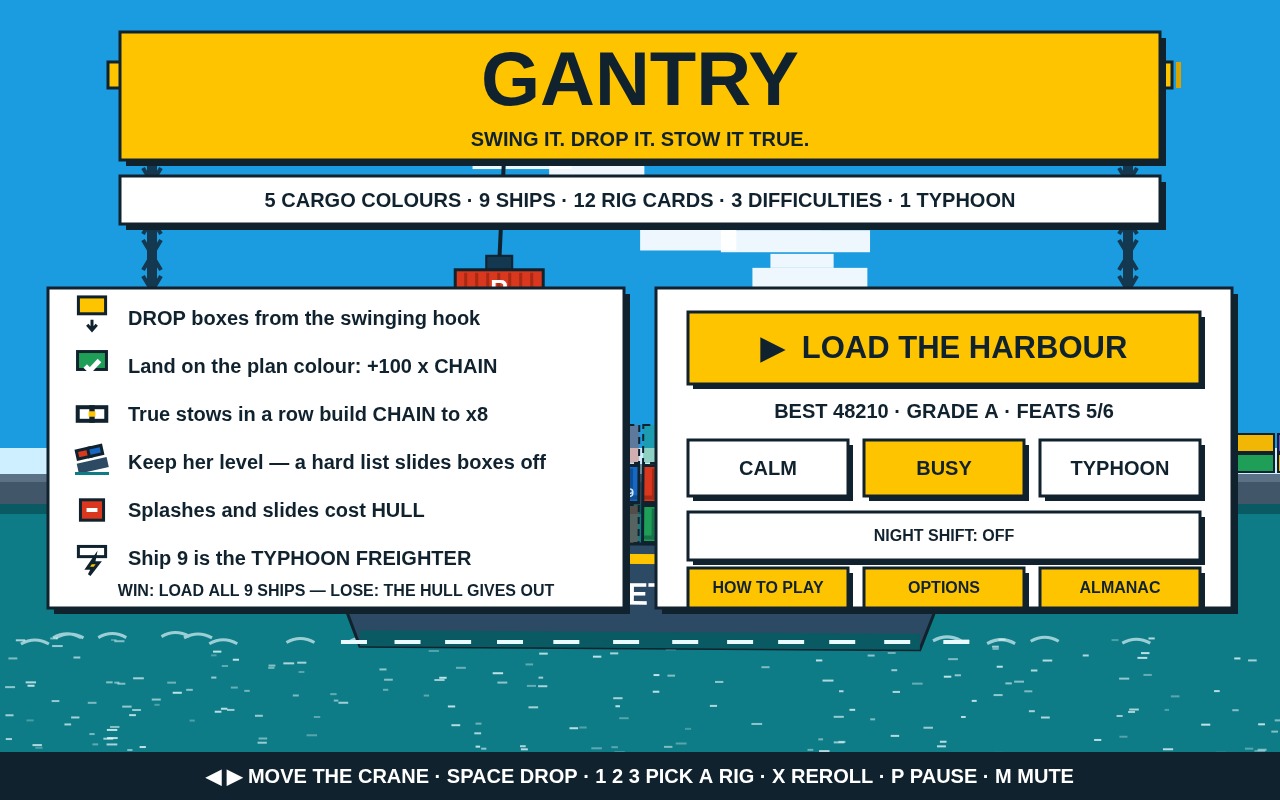 GANTRY
SWING IT. DROP IT. STOW IT TRUE.
5 CARGO COLOURS · 9 SHIPS · 12 RIG CARDS · 3 DIFFICULTIES · 1 TYPHOON
DROP boxes from the swinging hook
Land on the plan colour: +100 x CHAIN
True stows in a row build CHAIN to x8
Keep her level — a hard list slides boxes off
Splashes and slides cost HULL
Ship 9 is the TYPHOON FREIGHTER
WIN: LOAD ALL 9 SHIPS — LOSE: THE HULL GIVES OUT
▶ LOAD THE HARBOUR
BEST 48210 · GRADE A · FEATS 5/6
CALM BUSY TYPHOON
NIGHT SHIFT: OFF
HOW TO PLAY OPTIONS ALMANAC
◀ ▶ MOVE THE CRANE · SPACE DROP · 1 2 3 PICK A RIG · X REROLL · P PAUSE · M MUTE